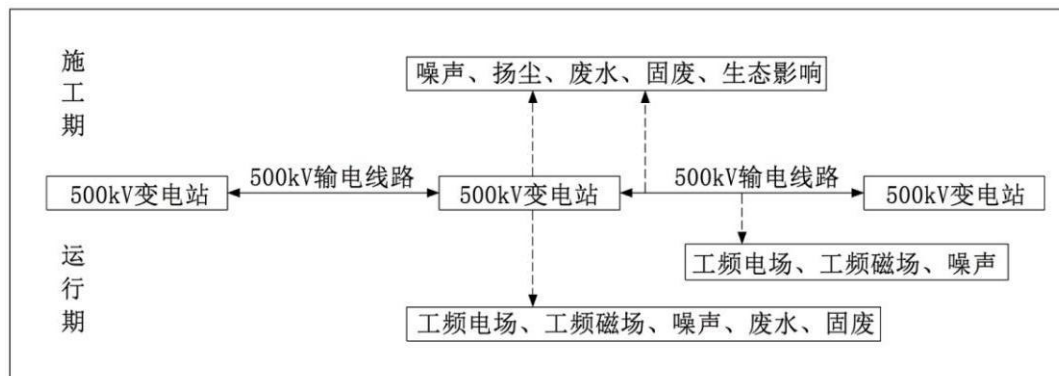 施工期
噪声、扬尘、废水、固废、生态影响
500kV变电站
500kV输电线路
500kV变电站
500kV输电线路
500kV变电站
运行期
工频电场、工频磁场、噪声
工频电场、工频磁场、噪声、废水、固废